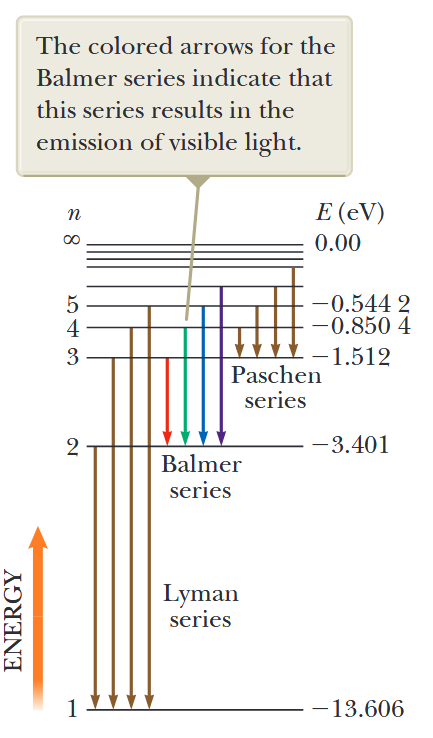 The colored arrows for the
Balmer series indicate that
this series results in the
emission of visible light.
n E (eV)
∞ 0.00
5 −0.544 2
4 −0.850 4
3 −1.512
Paschen
series
2 −3.401
Balmer
series
Lyman
series
ENERGY
1 −13.606